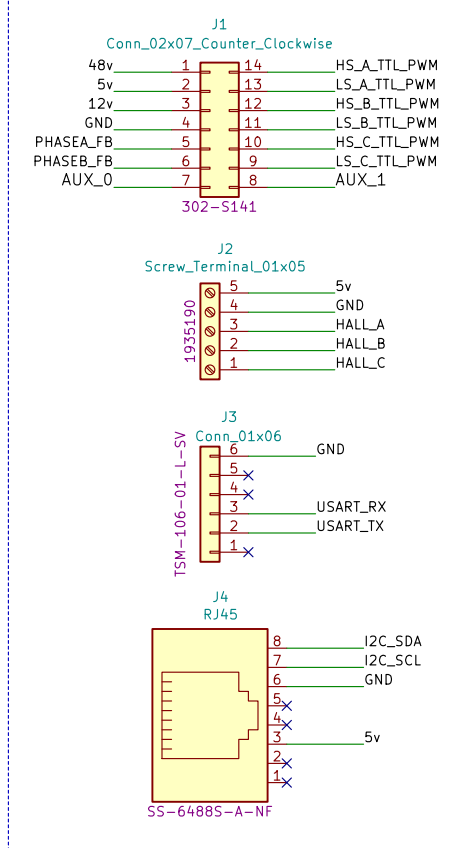 J1
Conn_02x07_Counter_Clockwise
48v 1 14 HS_A_TTL_PWM
5v 2 13 LS_A_TTL_PWM
12v 3 12 HS_B_TTL_PWM
GND 4 11 LS_B_TTL_PWM
PHASEA_FB 5 10 HS_C_TTL_PWM
PHASEB_FB 6 9 LS_C_TTL_PWM
AUX_0 7 8 AUX_1
302-S141
J2
Screw_Terminal_01x05
1935190
5 5v
4 GND
3 HALL_A
2 HALL_B
1 HALL_C
J3
Conn_01x06
TSM-106-01-L-SV
6 GND
5
4
3 USART_RX
2 USART_TX
1
J4
RJ45
8 I2C_SDA
7 I2C_SCL
6 GND
5
4
3 5v
2
1
SS-6488S-A-NF